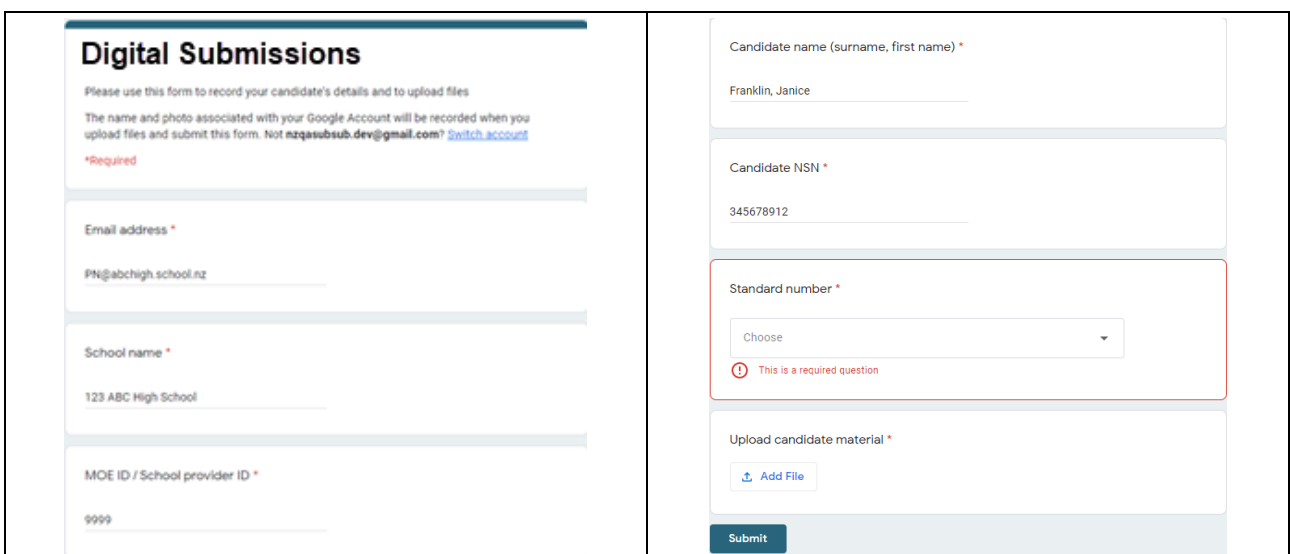 Digital Submissions
Please use this form to record your candidate's details and to upload files
The name and photo associated with your Google Account will be recorded when you
upload files and submit this form. Not nzqasubsub.dev@gmail.com? Switch account
*Required
Email address *
PN@abchigh.school.nz
School name *
123 ABC High School
MOE ID / School provider ID *
9999
Candidate name (surname, first name) *
Franklin, Janice
Candidate NSN *
345678912
Standard number *
Choose
This is a required question
Upload candidate material *
Add File
Submit